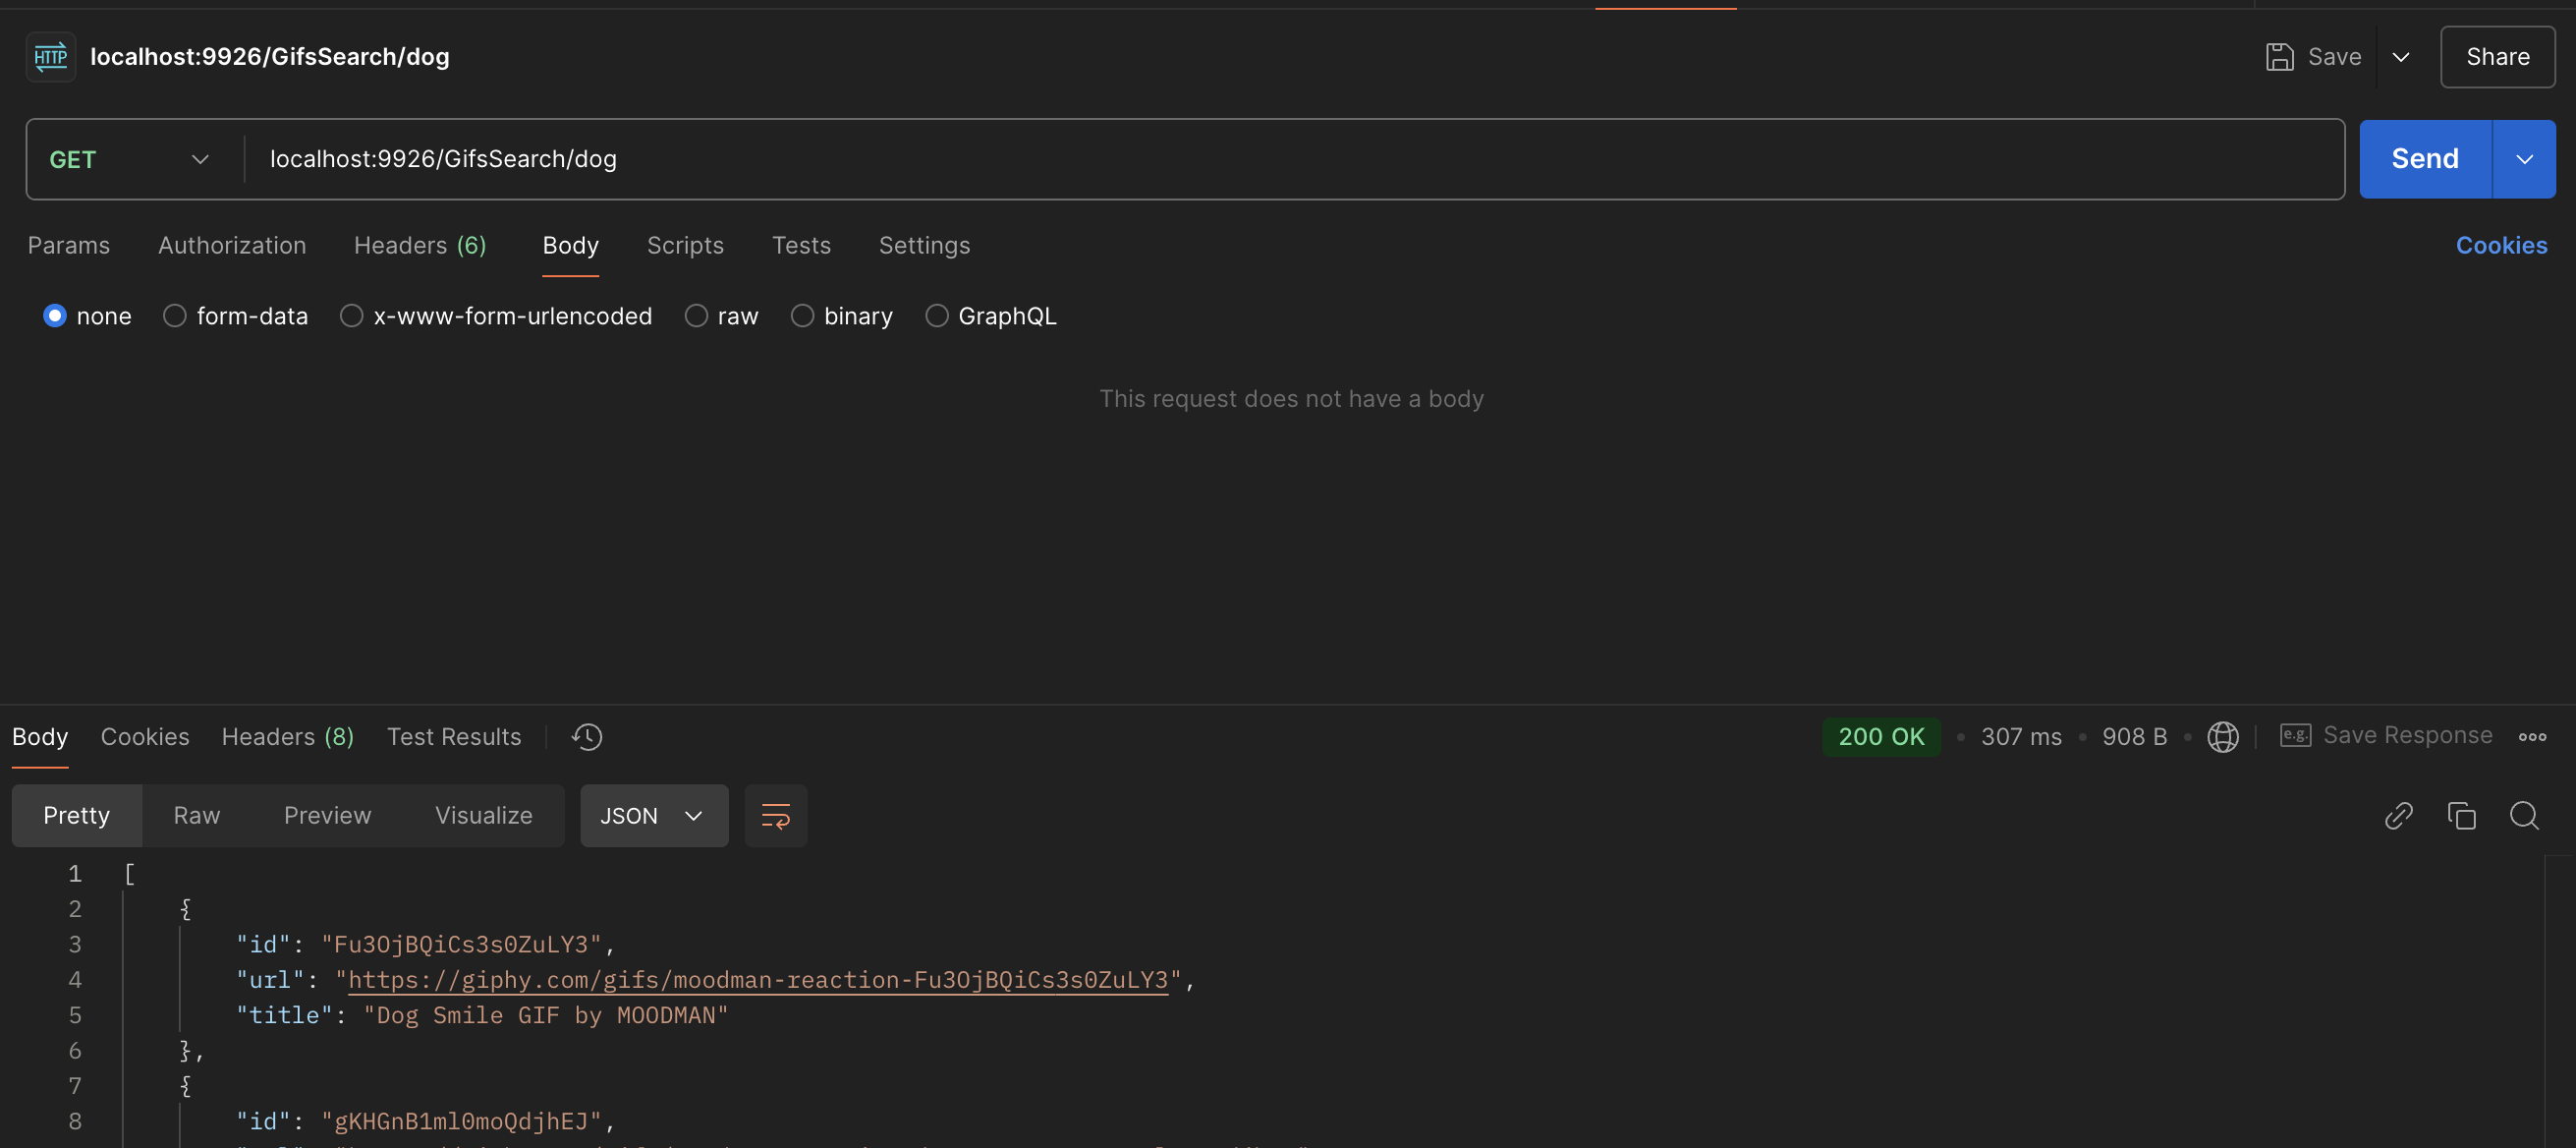 HTTP localhost:9926/GifsSearch/dog Save Share
GET localhost:9926/GifsSearch/dog Send
Params Authorization Headers (6) Body Scripts Tests Settings Cookies
none form-data x-www-form-urlencoded raw binary GraphQL
This request does not have a body
Body Cookies Headers (8) Test Results 200 OK • 307 ms • 908 B • e.g. Save Response
Pretty Raw Preview Visualize JSON
1 [
2 {
3 "id": "Fu3OjBQiCs3s0ZuLY3",
4 "url": "https://giphy.com/gifs/moodman-reaction-Fu3OjBQiCs3s0ZuLY3",
5 "title": "Dog Smile GIF by MOODMAN"
6 },
7 {
8 "id": "gKHGnB1ml0moQdjhEJ",